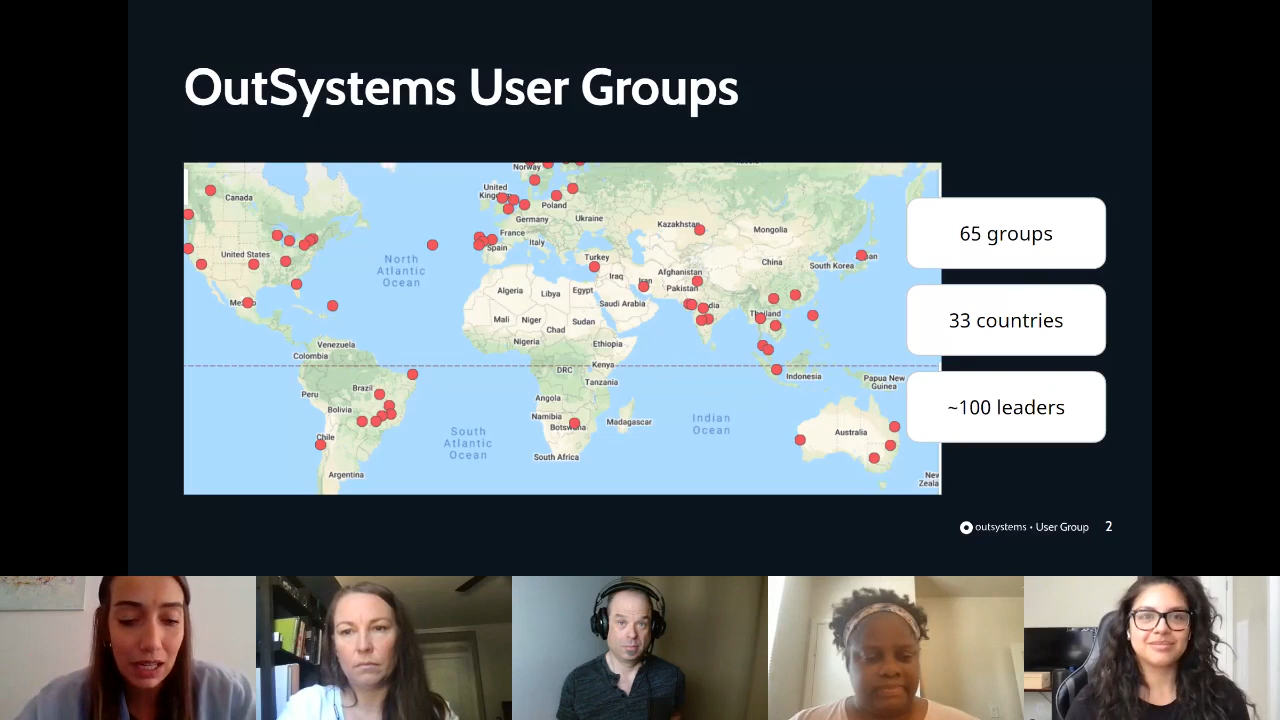 OutSystems User Groups
Norway
Canada
United
Kingdom
Poland
Germany
Ukraine
Kazakhstan
Mongolia
France
Italy
United States
Spain
Turkey
China
South Korea
North
Atlantic
Ocean
Iraq
Iran
Afghanistan
Pakistan
Algeria
Libya
Egypt
Saudi Arabia
Mexico
Mali
Niger
Chad
Sudan
Thailand
Nigeria
Ethiopia
Venezuela
Colombia
Kenya
DRC
Indonesia
Papua New
Guinea
Tanzania
Peru
Brazil
Angola
Bolivia
Namibia
Botswana
Madagascar
Indian
Ocean
Australia
Chile
South
Atlantic
Ocean
South Africa
Argentina
New
Zeala
65 groups
33 countries
~100 leaders
outsystems • User Group 2